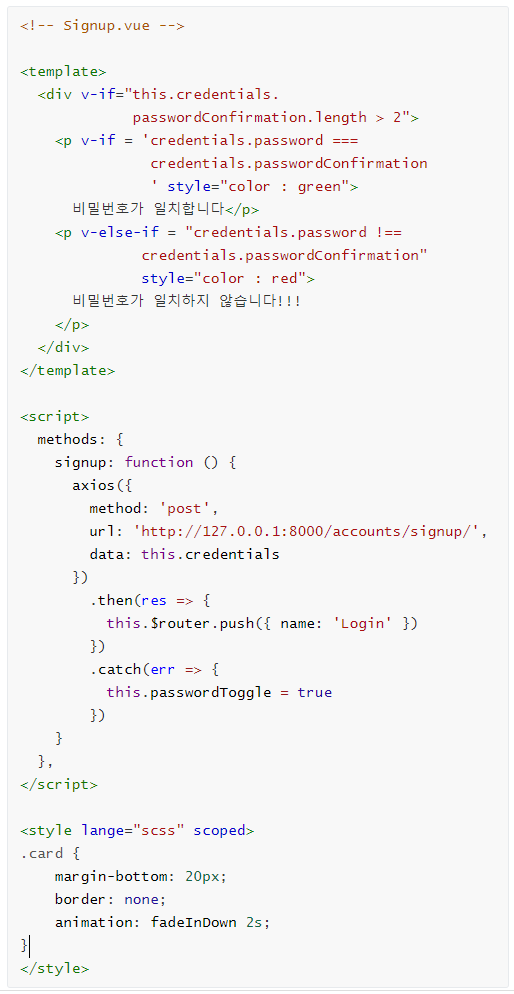 <!-- Signup.vue -->
<template>
<div v-if="this.credentials.
passwordConfirmation.length > 2">
<p v-if = 'credentials.password ===
credentials.passwordConfirmation
' style="color : green">
비밀번호가 일치합니다</p>
<p v-else-if = "credentials.password !==
credentials.passwordConfirmation"
style="color : red">
비밀번호가 일치하지 않습니다!!!
</p>
</div>
</template>
<script>
methods: {
signup: function () {
axios({
method: 'post',
url: 'http://127.0.0.1:8000/accounts/signup/',
data: this.credentials
})
.then(res => {
this.$router.push({ name: 'Login' })
})
.catch(err => {
this.passwordToggle = true
})
}
},
</script>
<style lange="scss" scoped>
.card {
margin-bottom: 20px;
border: none;
animation: fadeInDown 2s;
}
</style>